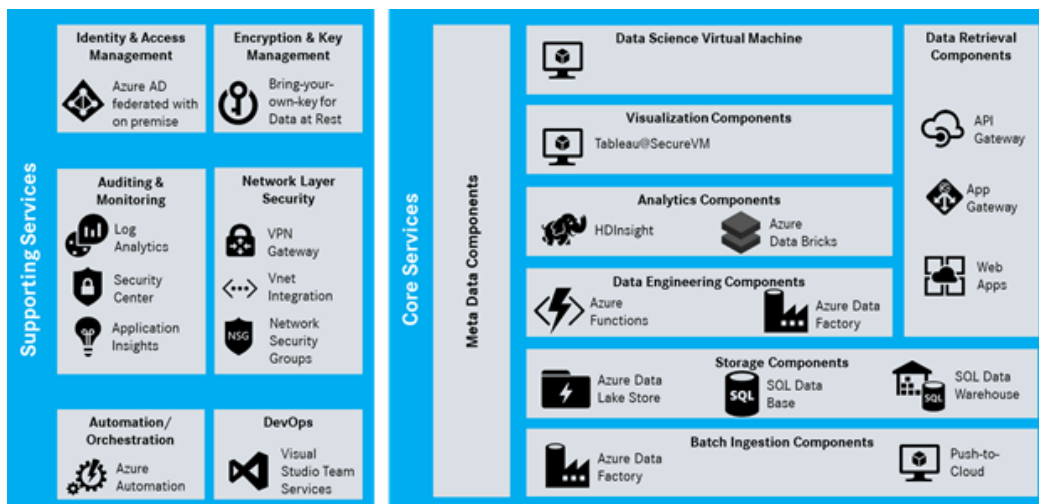 Supporting Services
Identity & Access
Management
Azure AD
federated with
on premise
Encryption & Key
Management
Bring-your-
own-key for
Data at Rest
Auditing &
Monitoring
Log
Analytics
Security
Center
Application
Insights
Network Layer
Security
VPN
Gateway
Vnet
Integration
NSG
Network
Security
Groups
Automation/
Orchestration
Azure
Automation
DevOps
Visual
Studio Team
Services
Core Services
Meta Data Components
Data Science Virtual Machine
Visualization Components
Tableau@SecureVM
Analytics Components
HDInsight
Azure
Data Bricks
Data Engineering Components
Azure
Functions
Azure Data
Factory
Data Retrieval
Components
API
Gateway
App
Gateway
Web
Apps
Storage Components
Azure Data
Lake Store
SQL
SQL Data
Base
SQL
SQL Data
Warehouse
Batch Ingestion Components
Azure Data
Factory
Push-to-
Cloud